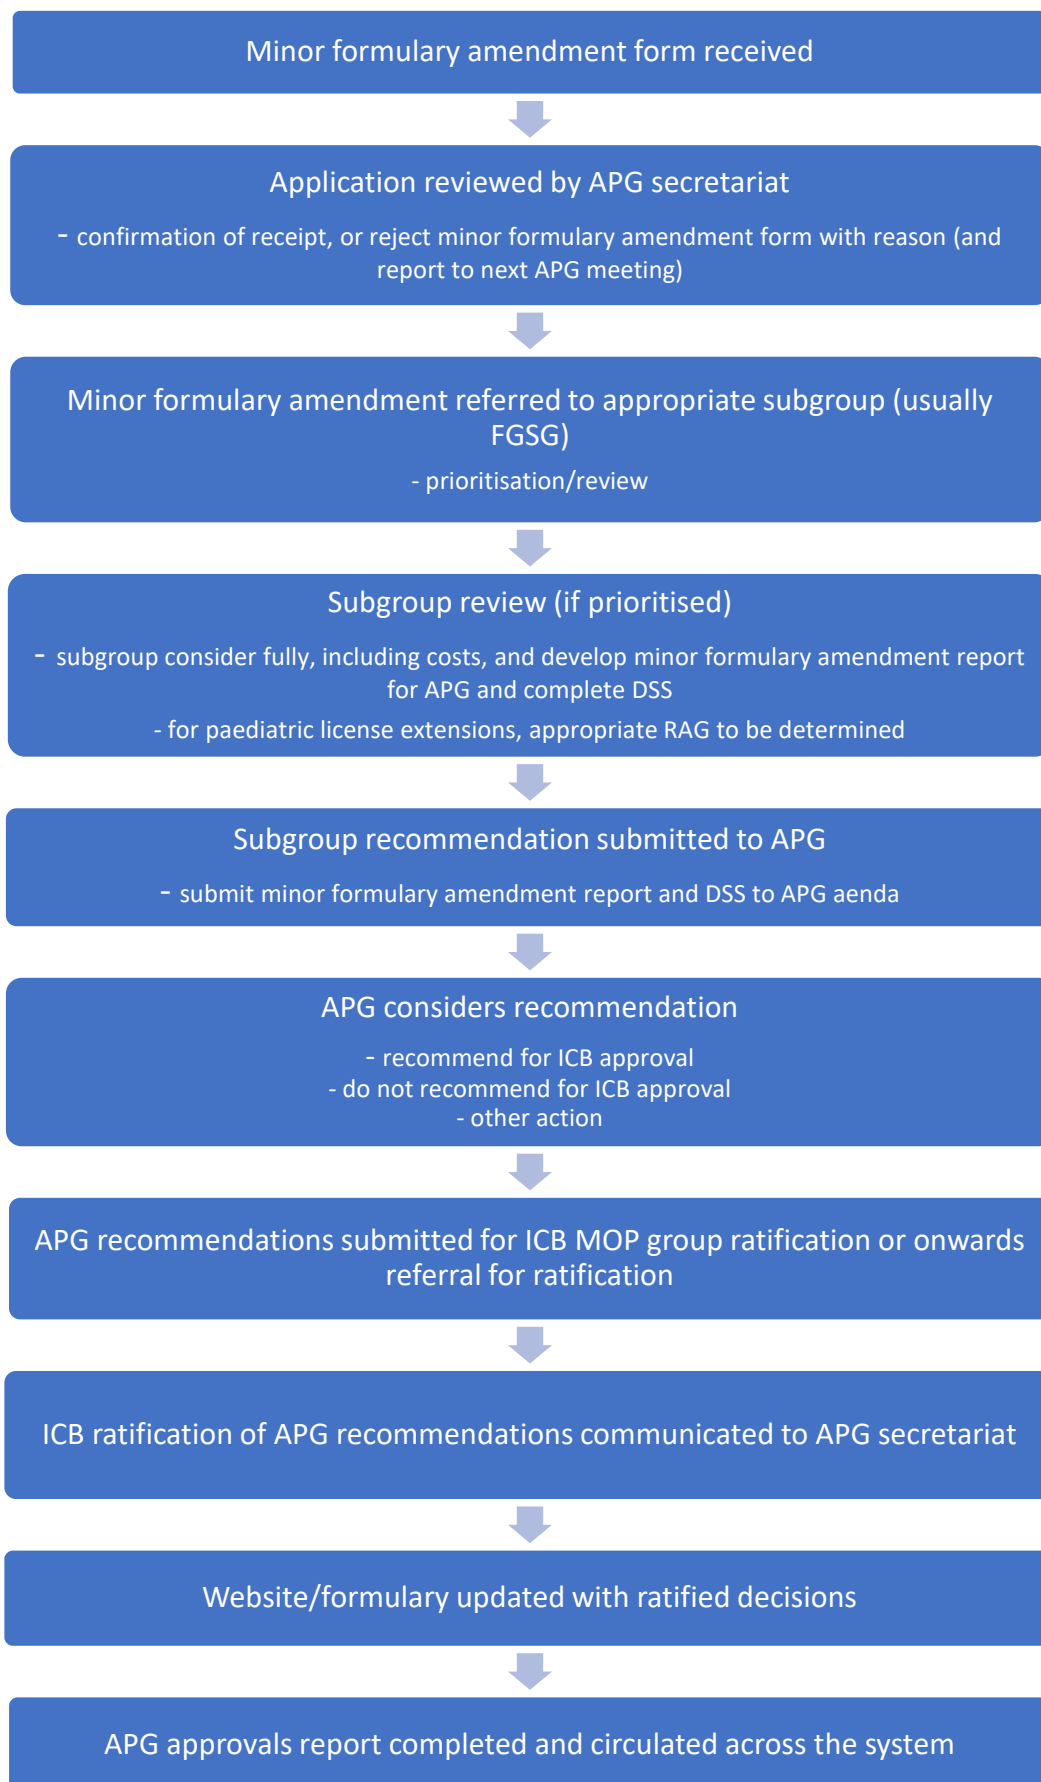 Minor formulary amendment form received
Application reviewed by APG secretariat
- confirmation of receipt, or reject minor formulary amendment form with reason (and
report to next APG meeting)
Minor formulary amendment referred to appropriate subgroup (usually
FGSG)
- prioritisation/review
Subgroup review (if prioritised)
- subgroup consider fully, including costs, and develop minor formulary amendment report
for APG and complete DSS
- for paediatric license extensions, appropriate RAG to be determined
Subgroup recommendation submitted to APG
- submit minor formulary amendment report and DSS to APG aenda
APG considers recommendation
- recommend for ICB approval
- do not recommend for ICB approval
- other action
APG recommendations submitted for ICB MOP group ratification or onwards
referral for ratification
ICB ratification of APG recommendations communicated to APG secretariat
Website/formulary updated with ratified decisions
APG approvals report completed and circulated across the system